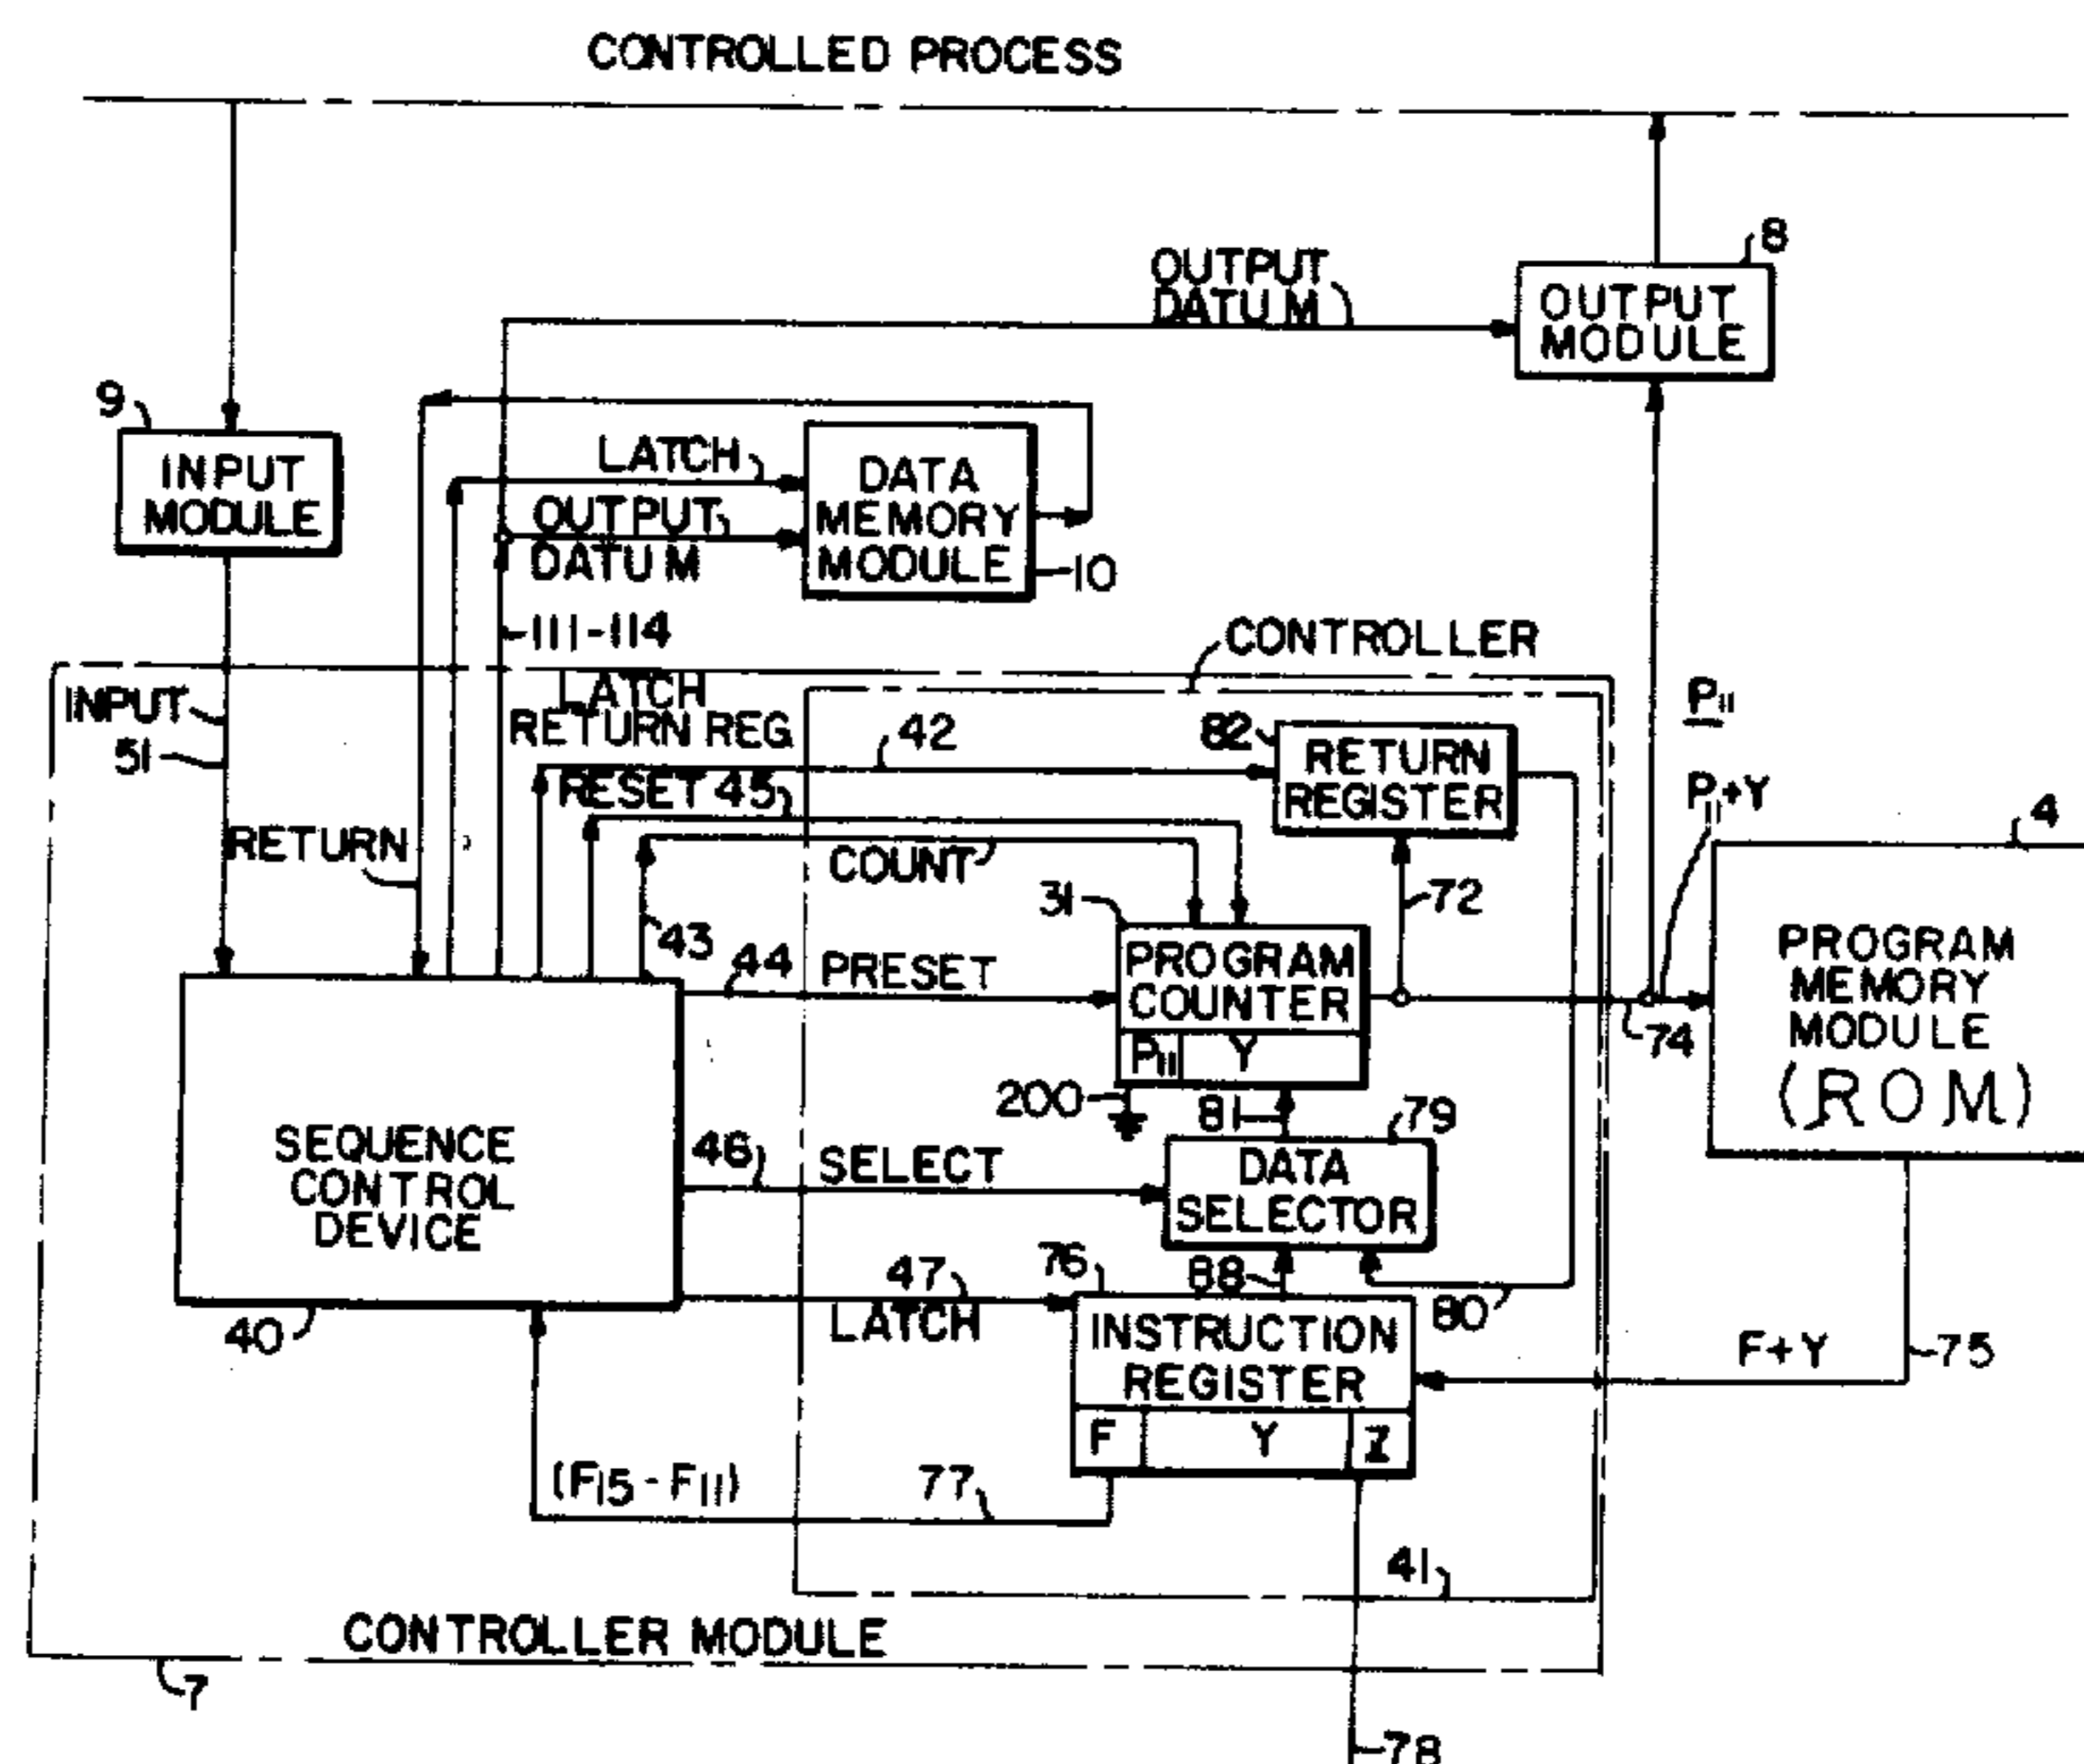 CONTROLLED PROCESS
8
OUTPUT
DATUM
OUTPUT
MODULE
9
INPUT
MODULE
LATCH
OUTPUT
DATUM
DATA
MEMORY
MODULE
10
111-114
CONTROLLER
INPUT
51
LATCH
RETURN REG.
42
82
RETURN
REGISTER
P11
P11+Y
4
RESET 45
RETURN
COUNT
43
31
72
44
PRESET
PROGRAM
COUNTER
P11
Y
74
PROGRAM
MEMORY
MODULE
(ROM)
200
81
79
46
SELECT
DATA
SELECTOR
SEQUENCE
CONTROL
DEVICE
40
47
LATCH
76
88
80
INSTRUCTION
REGISTER
F
Y
Z
F+Y
75
(F15-F11)
77
41
CONTROLLER MODULE
7
78